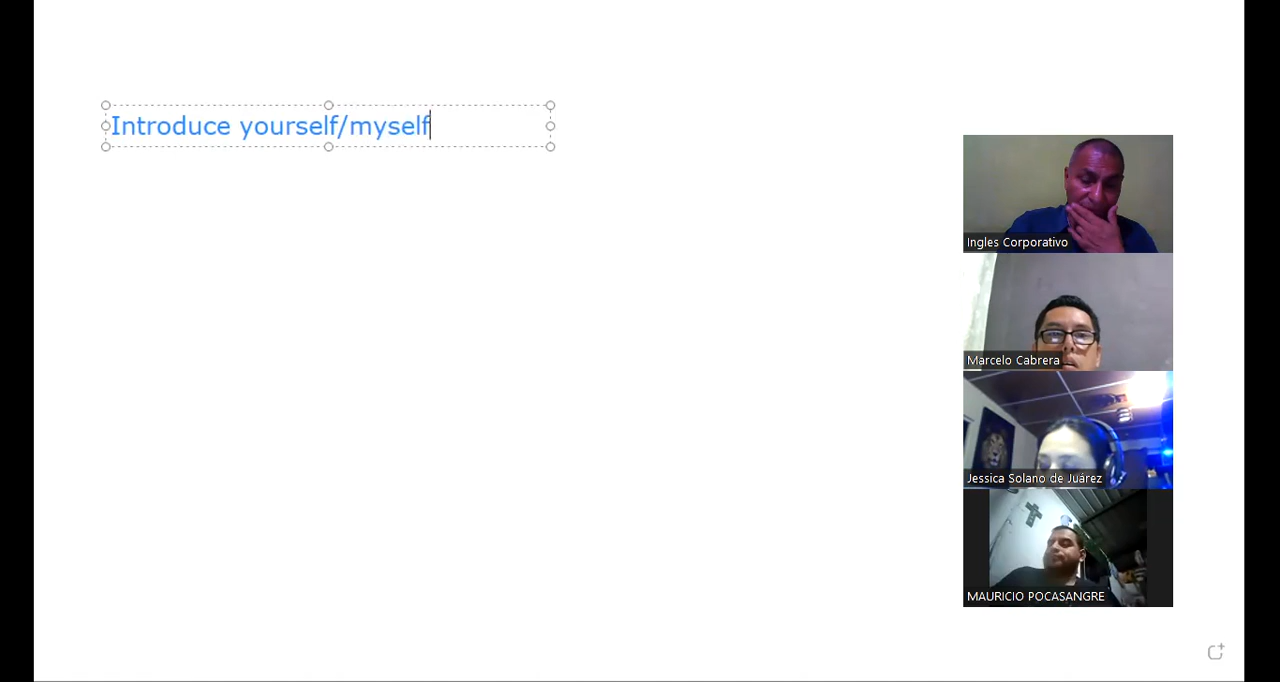 Introduce yourself/myself
Ingles Corporativo
Marcelo Cabrera
Jessica Solano de Juárez
MAURICIO POCASANGRE